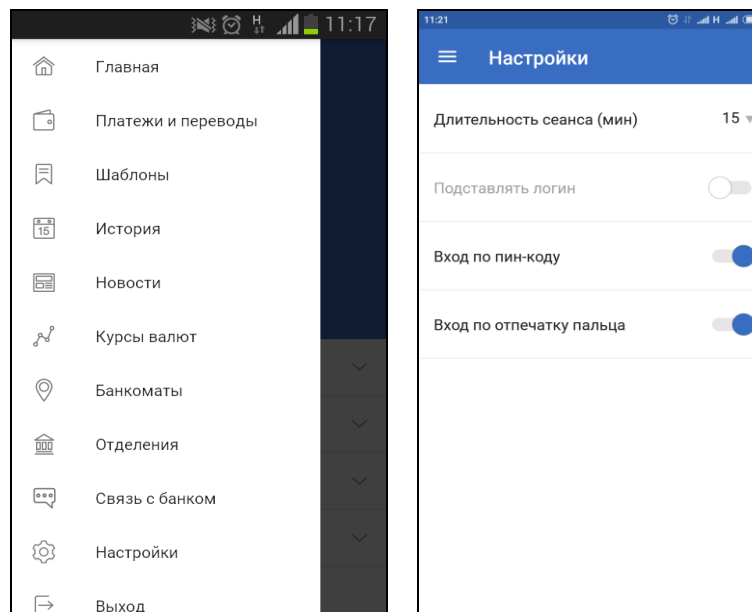 H 11:17
Главная
Платежи и переводы
Шаблоны
15
История
Новости
Курсы валют
Банкоматы
Отделения
Связь с банком
Настройки
Выход
11:21 H
Настройки
Длительность сеанса (мин) 15
Подставлять логин
Вход по пин-коду
Вход по отпечатку пальца